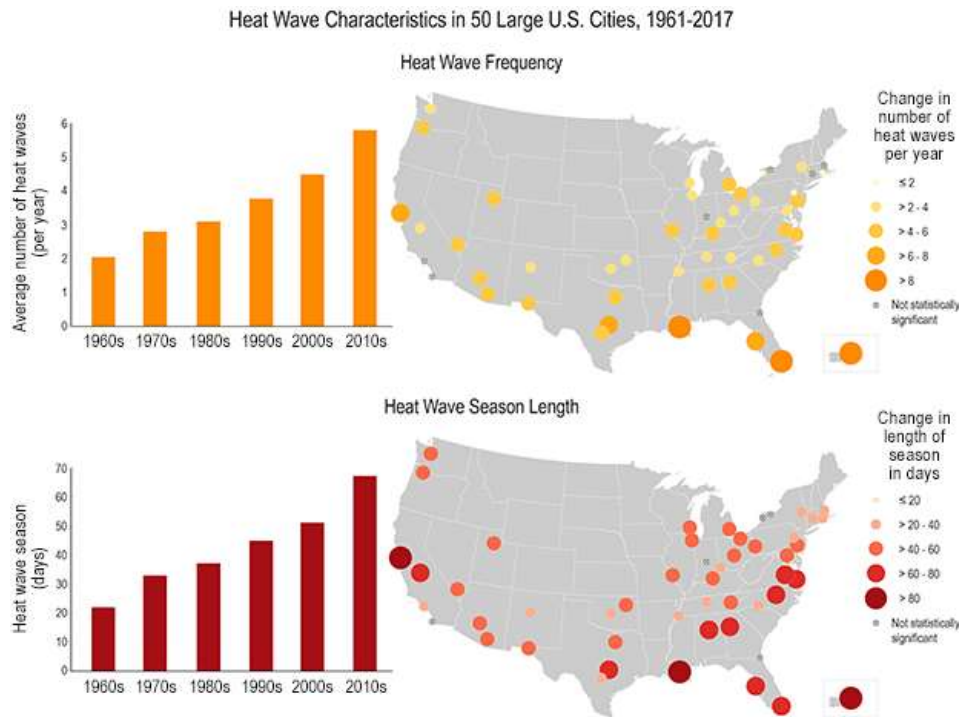 Heat Wave Characteristics in 50 Large U.S. Cities, 1961-2017
Heat Wave Frequency
Average number of heat waves
(per year)
6
5
4
3
2
1
0
1960s 1970s 1980s 1990s 2000s 2010s
Change in
number of
heat waves
per year
≤ 2
> 2 - 4
> 4 - 6
> 6 - 8
> 8
Not statistically
significant
Heat Wave Season Length
Heat wave season
(days)
70
60
50
40
30
20
10
0
1960s 1970s 1980s 1990s 2000s 2010s
Change in
length of
season
in days
≤ 20
> 20 - 40
> 40 - 60
> 60 - 80
> 80
Not statistically
significant